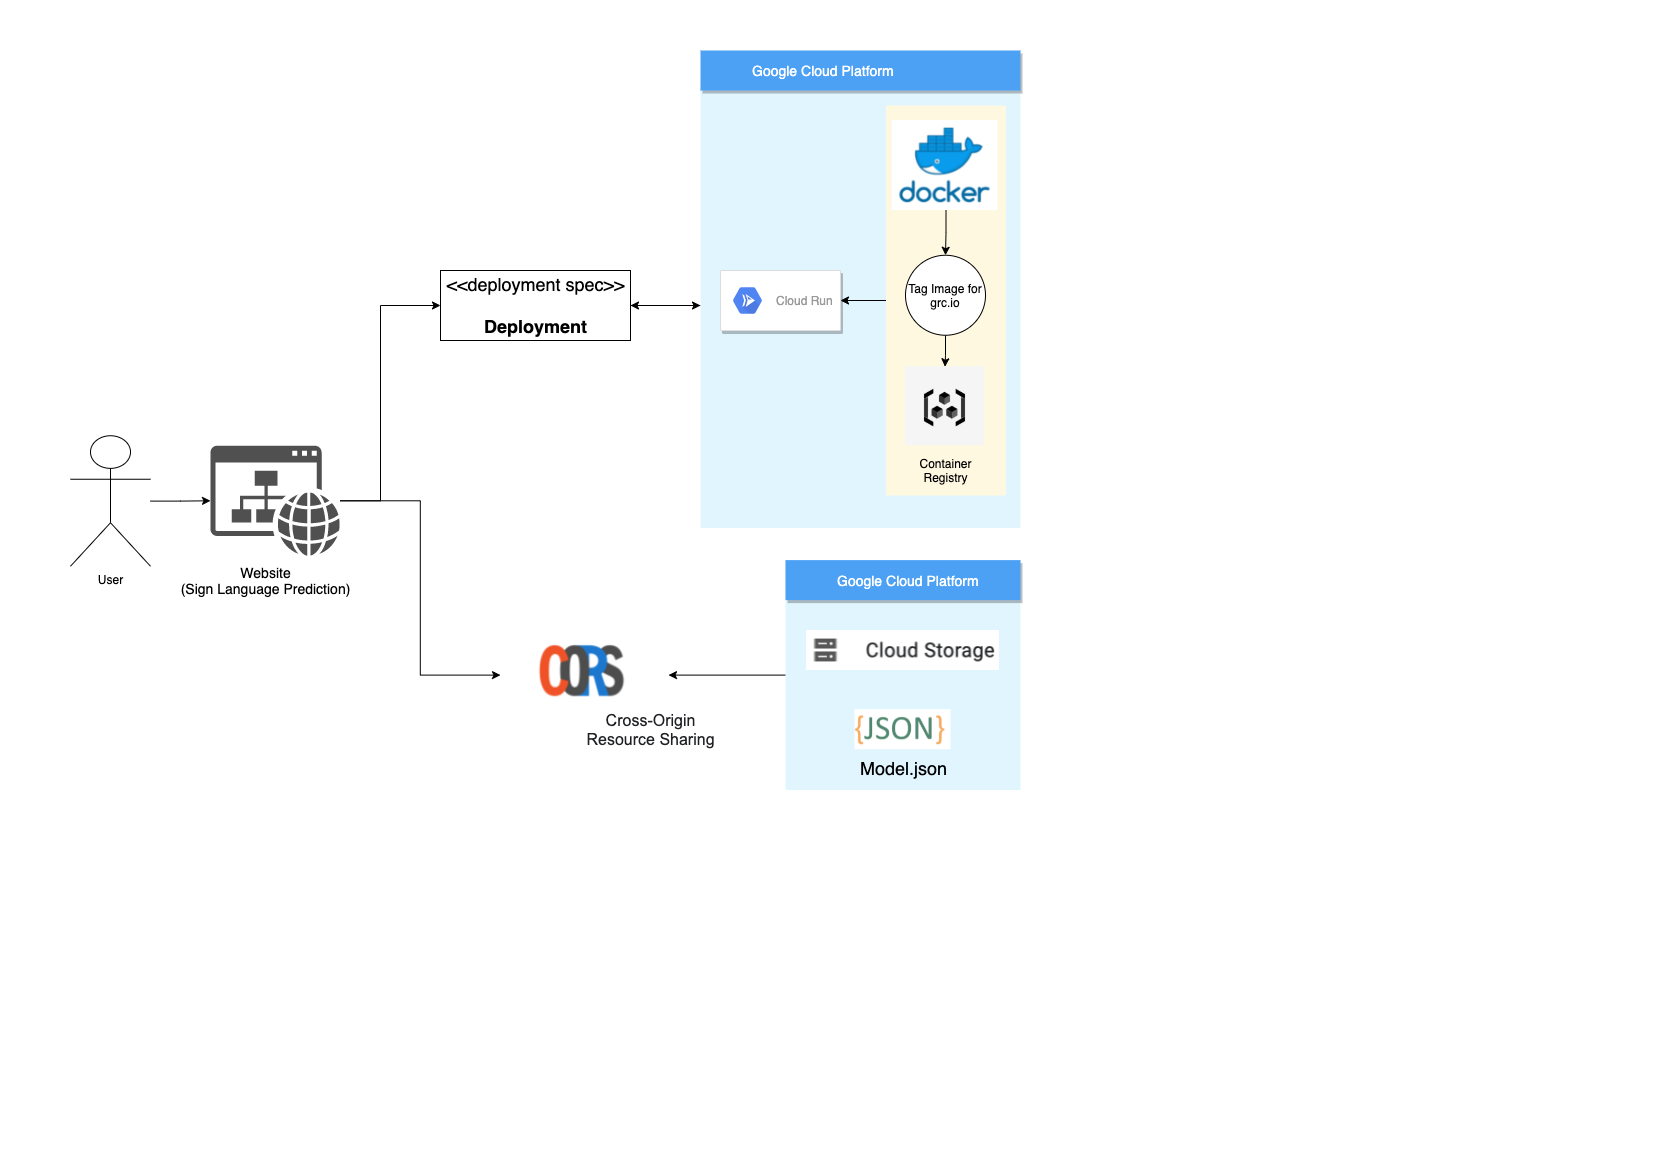 Google Cloud Platform
docker
Tag Image for
grc.io
Cloud Run
Container
Registry
<<deployment spec>>
Deployment
User
Website
(Sign Language Prediction)
CORS
Cross-Origin
Resource Sharing
Google Cloud Platform
Cloud Storage
{JSON}
Model.json